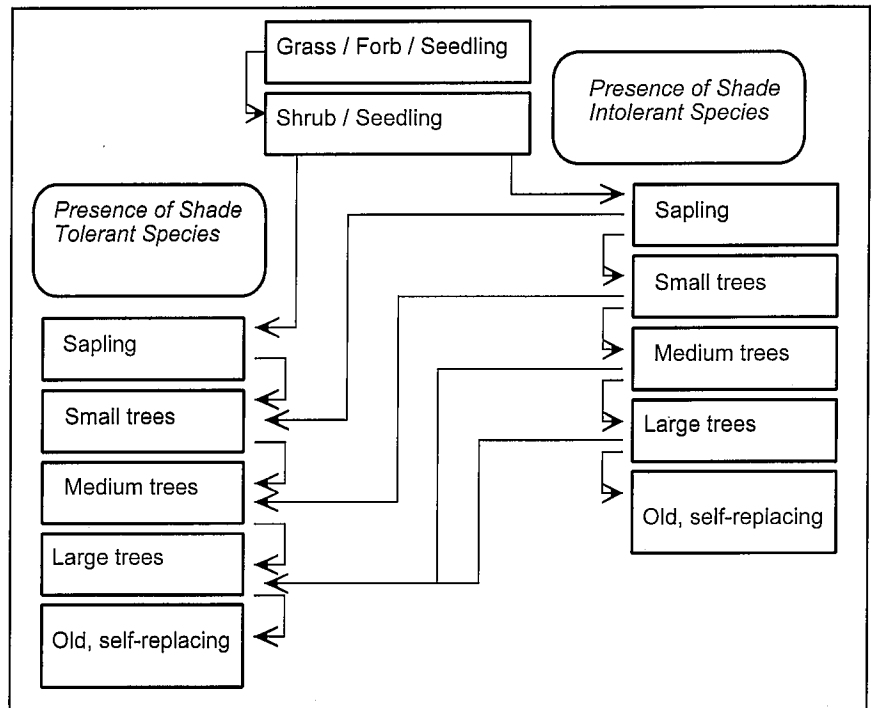 Grass / Forb / Seedling
Shrub / Seedling
Presence of Shade
Intolerant Species
Presence of Shade
Tolerant Species
Sapling
Small trees
Medium trees
Large trees
Old, self-replacing
Sapling
Small trees
Medium trees
Large trees
Old, self-replacing